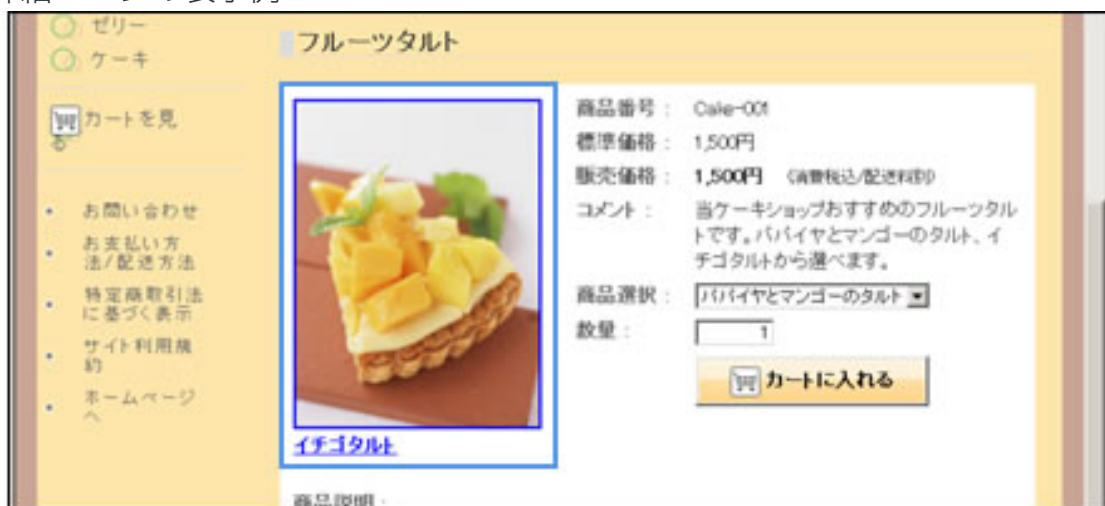 ゼリー
ケーキ
カートを見
る
お問い合わせ
お支払い方
法/配送方法
特定商取引法
に基づく表示
サイト利用規
約
ホームページ
へ
フルーツタルト
イチゴタルト
商品番号: Cake-001
標準価格: 1,500円
販売価格: 1,500円 (消費税込/配送料別)
コメント: 当ケーキショップおすすめのフルーツタル
トです。パパイヤとマンゴーのタルト、イ
チゴタルトから選べます。
商品選択: パパイヤとマンゴーのタルト
数量: 1
カートに入れる
商品説明: